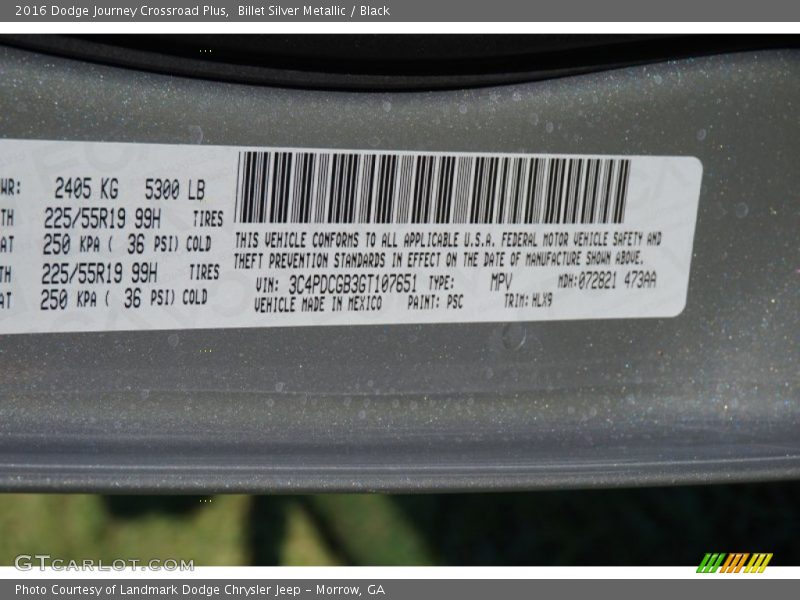 2016 Dodge Journey Crossroad Plus,  Billet Silver Metallic / Black
WR: 2405 KG 5300 LB
TH 225/55R19 99H TIRES
AT 250 KPA ( 36 PSI) COLD
TH 225/55R19 99H TIRES
AT 250 KPA ( 36 PSI) COLD
THIS VEHICLE CONFORMS TO ALL APPLICABLE U.S.A. FEDERAL MOTOR VEHICLE SAFETY AND
THEFT PREVENTION STANDARDS IN EFFECT ON THE DATE OF MANUFACTURE SHOWN ABOVE.
VIN: 3C4PDCGB3GT107651 TYPE: MPV MDH:072821 473AA
VEHICLE MADE IN MEXICO PAINT: PSC TRIM: HLX9
GTcarlot.com
Photo Courtesy of Landmark Dodge Chrysler Jeep - Morrow, GA